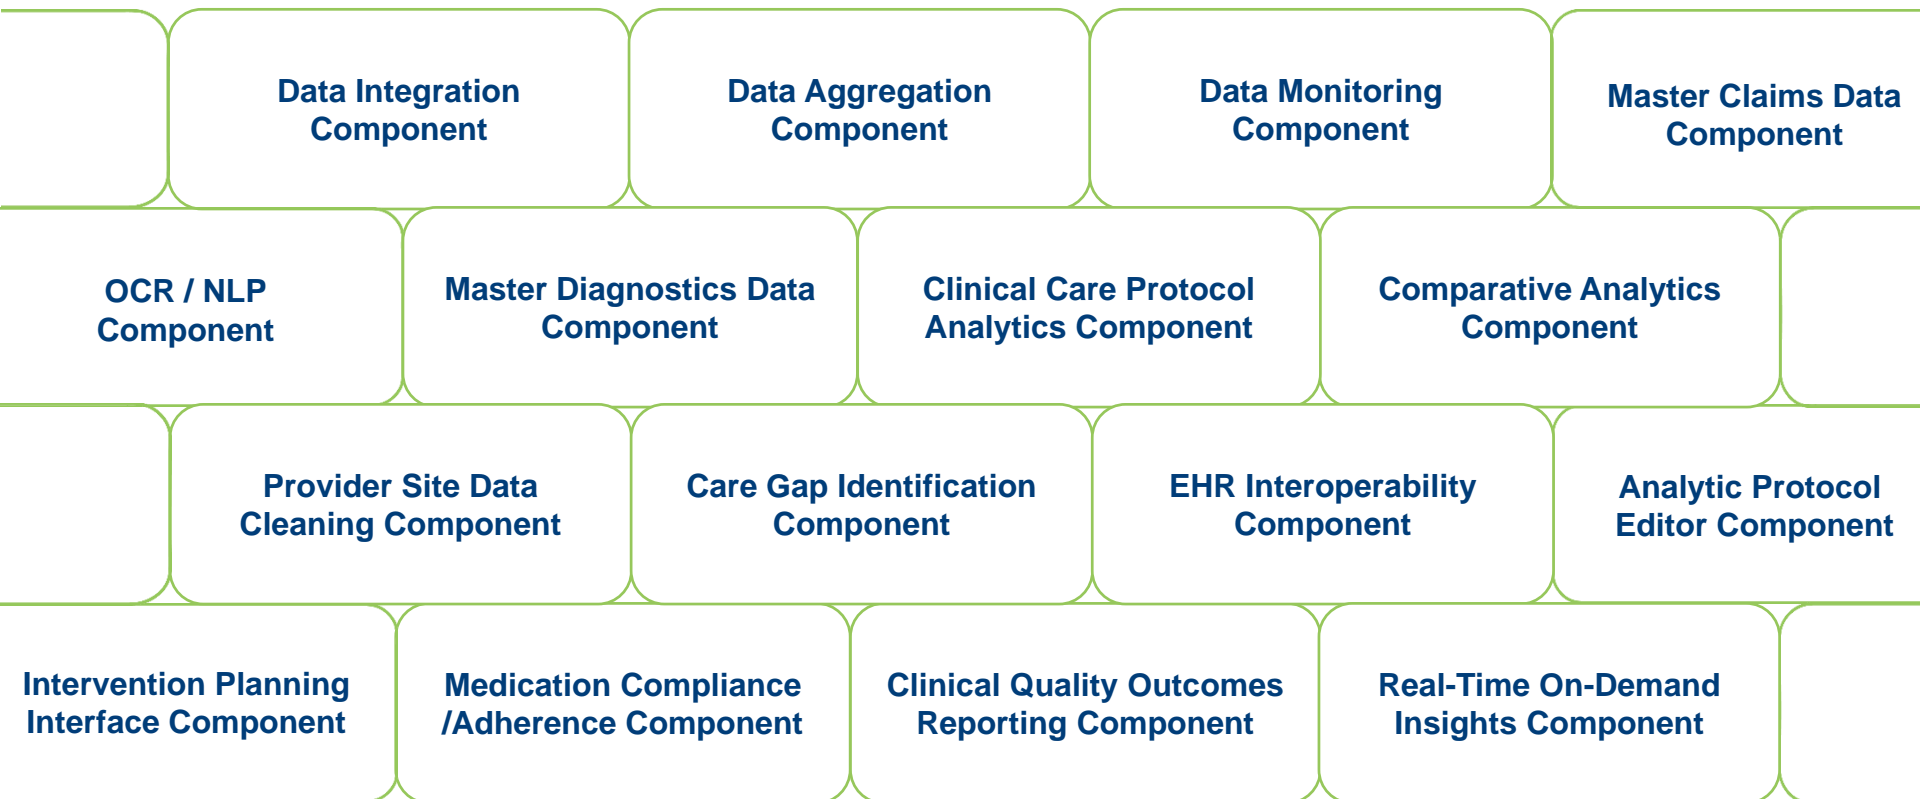 Data Integration
Component
Data Aggregation
Component
Data Monitoring
Component
Master Claims Data
Component
OCR / NLP
Component
Master Diagnostics Data
Component
Clinical Care Protocol
Analytics Component
Comparative Analytics
Component
Provider Site Data
Cleaning Component
Care Gap Identification
Component
EHR Interoperability
Component
Analytic Protocol
Editor Component
Intervention Planning
Interface Component
Medication Compliance
/Adherence Component
Clinical Quality Outcomes
Reporting Component
Real-Time On-Demand
Insights Component